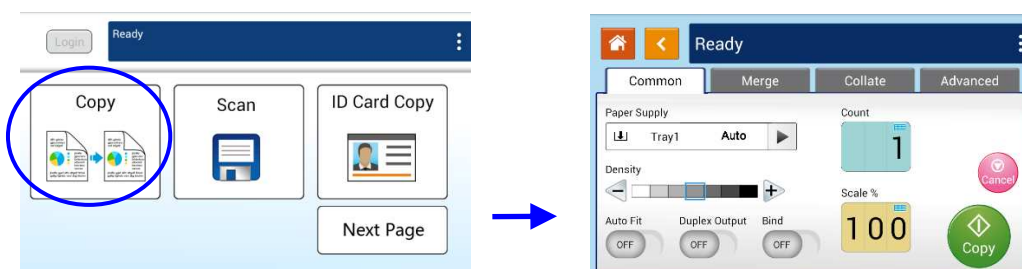 Login
Ready
Copy
Scan
ID Card Copy
Next Page
Ready
Common Merge Collate Advanced
Paper Supply
Tray1 Auto
Density
Auto Fit Duplex Output Bind
OFF OFF OFF
Count
1
Scale %
100
Cancel
Copy